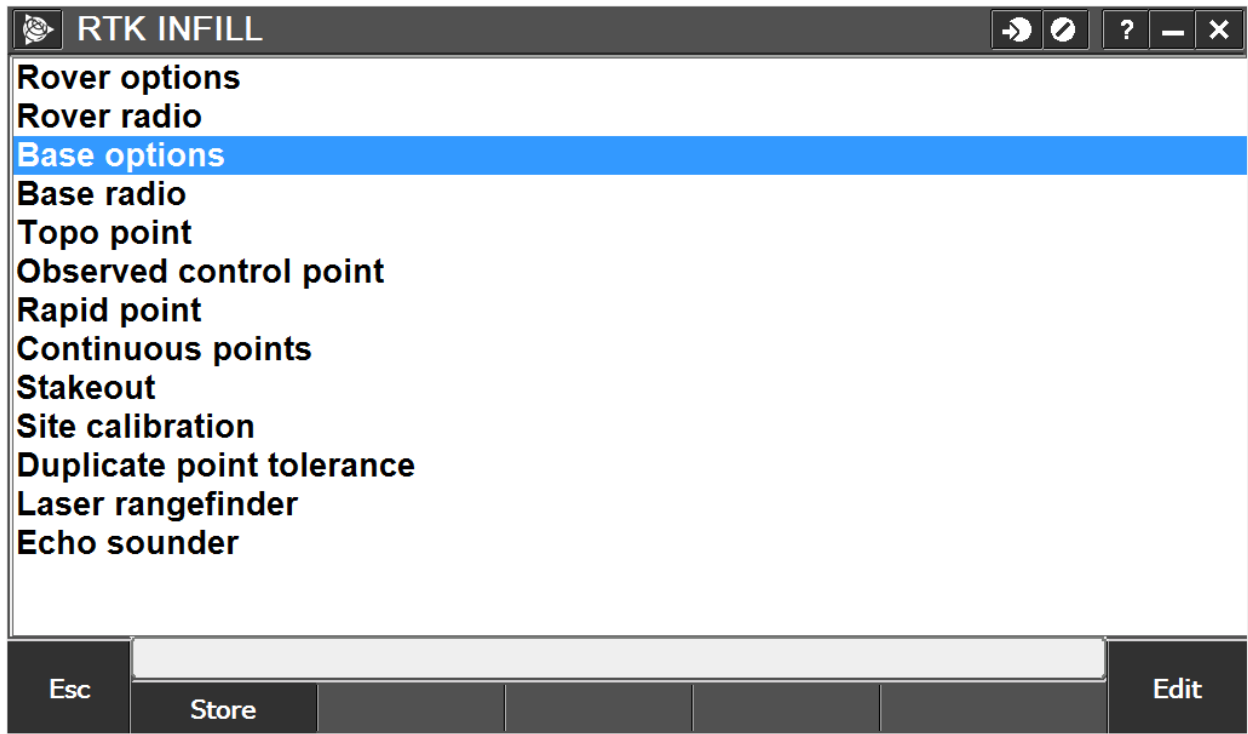 RTK INFILL
?
Rover options
Rover radio
Base options
Base radio
Topo point
Observed control point
Rapid point
Continuous points
Stakeout
Site calibration
Duplicate point tolerance
Laser rangefinder
Echo sounder
Esc
Store
Edit